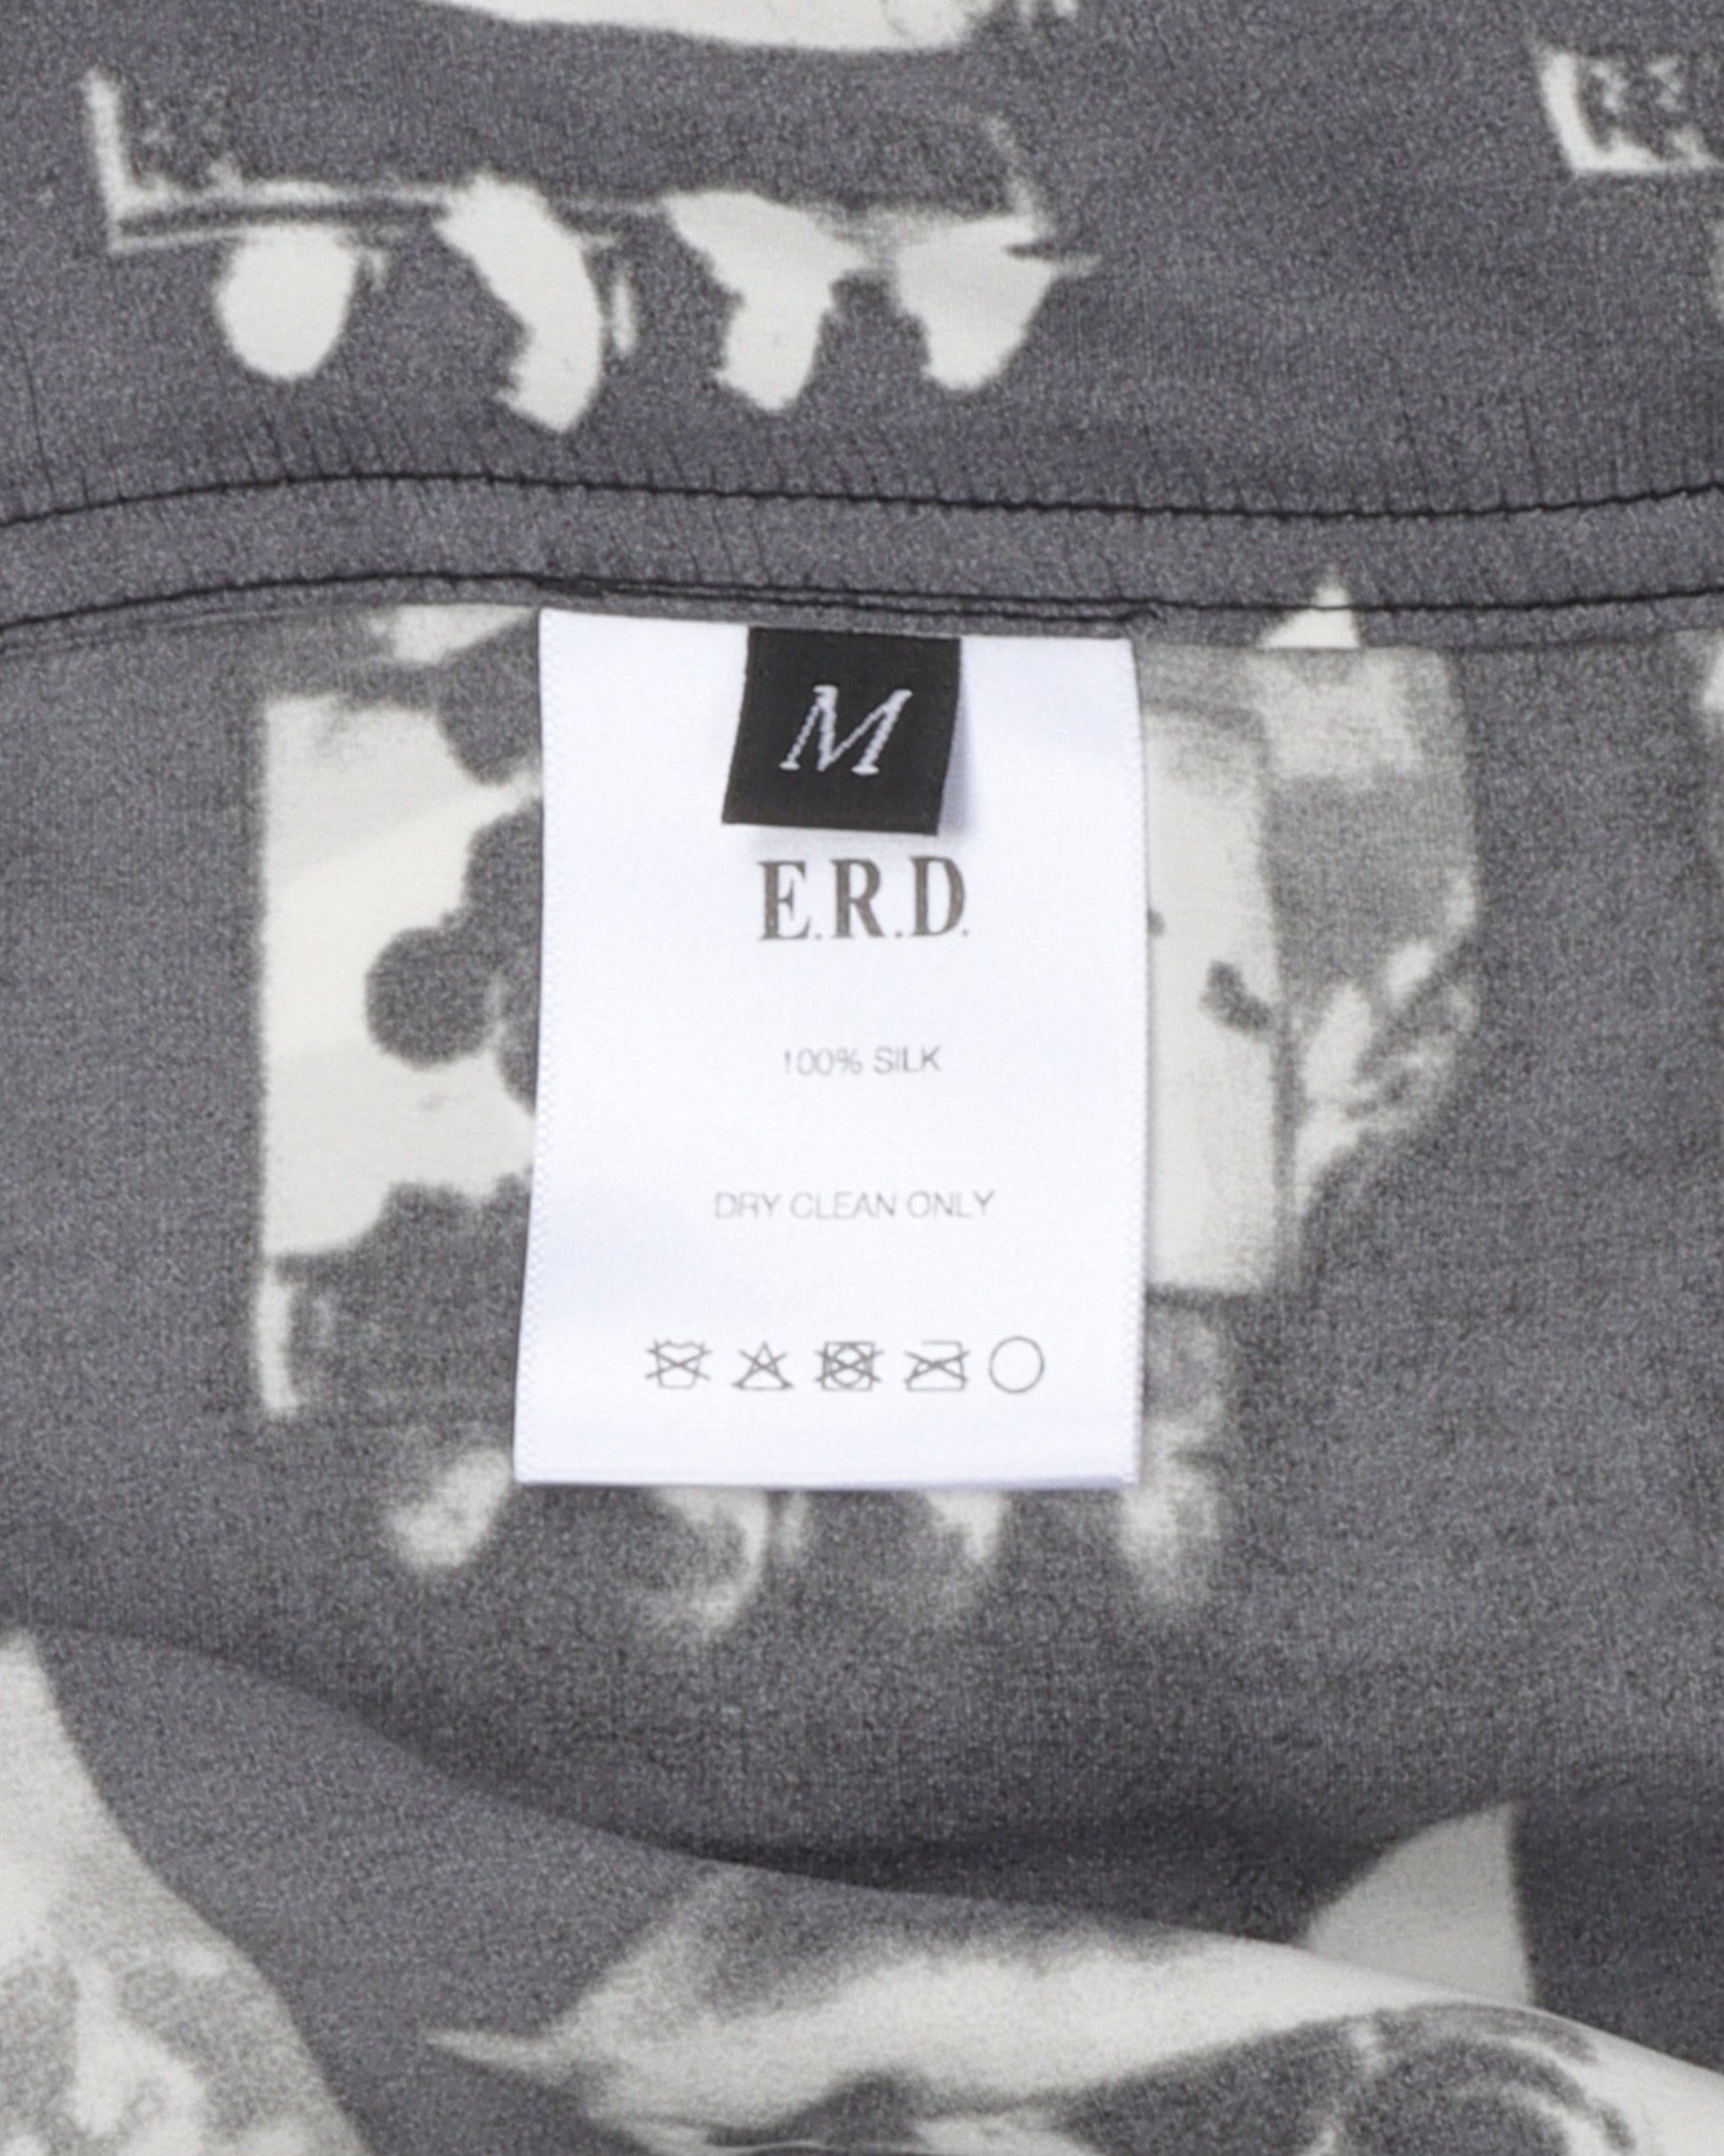 M
E.R.D.
100% SILK
DRY CLEAN ONLY